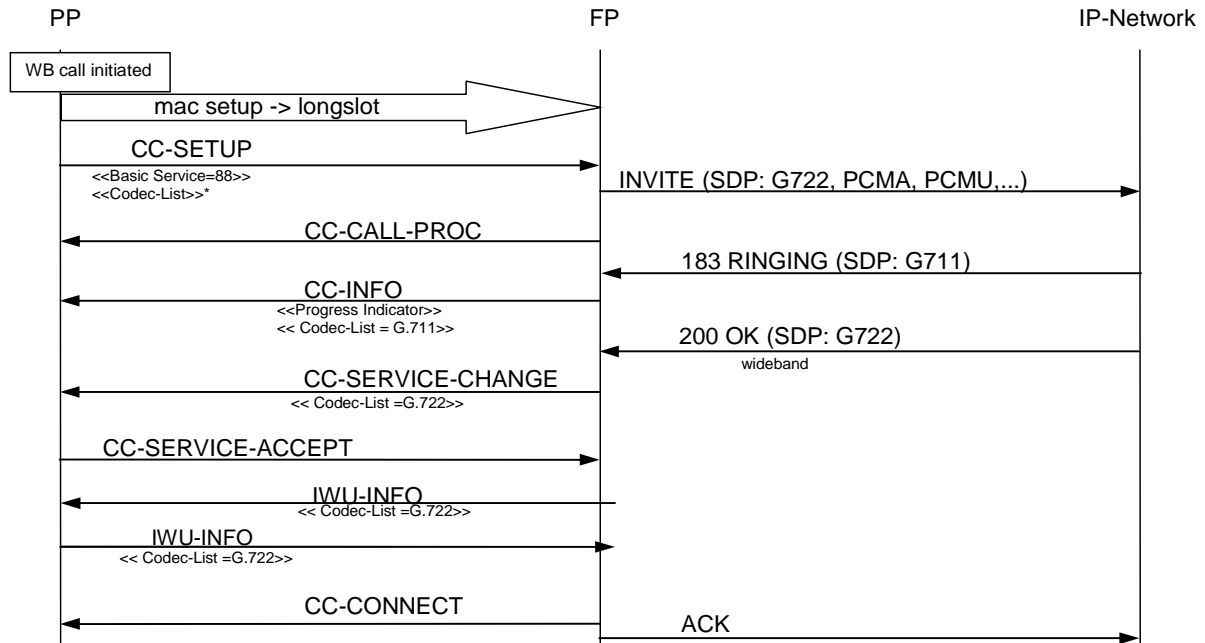 PP FP IP-Network
WB call initiated
mac setup -> longslot
CC-SETUP
<<Basic Service=88>>
<<Codec-List>>*
INVITE (SDP: G722, PCMA, PCMU,...)
CC-CALL-PROC
183 RINGING (SDP: G711)
CC-INFO
<<Progress Indicator>>
<< Codec-List = G.711>>
200 OK (SDP: G722)
wideband
CC-SERVICE-CHANGE
<< Codec-List =G.722>>
CC-SERVICE-ACCEPT
IWU-INFO
<< Codec-List =G.722>>
IWU-INFO
<< Codec-List =G.722>>
CC-CONNECT
ACK